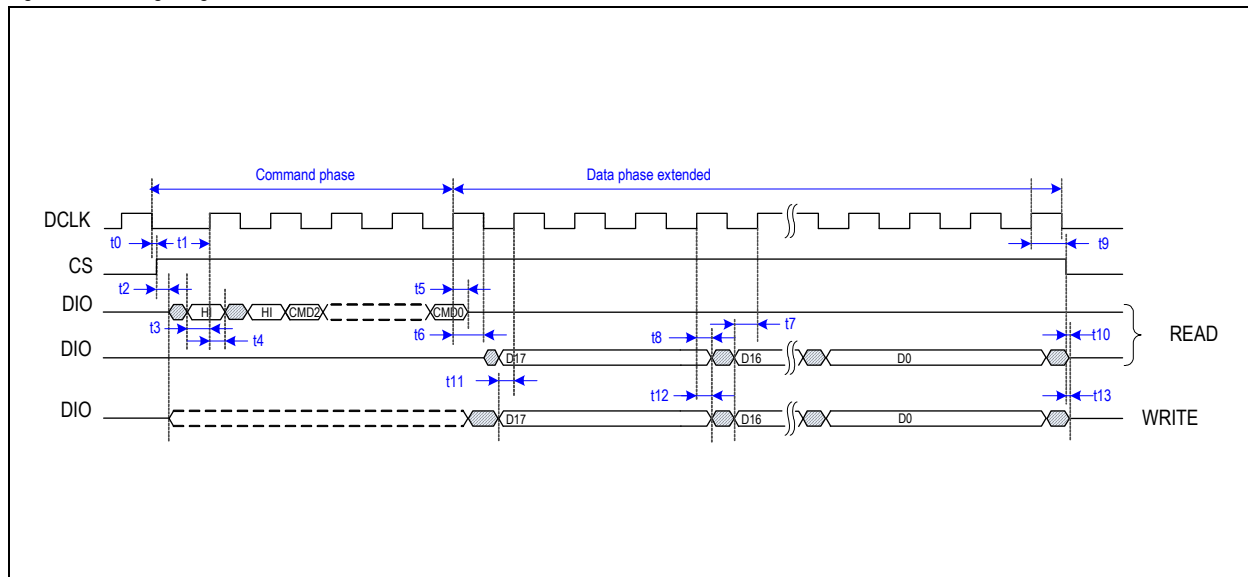 Command phase Data phase extended
DCLK
t0 t1 t9
CS
t2 t5
DIO HI HI CMD2 CMD0
t3 t4 t6 t8 t7 t10 READ
DIO D17 D16 D0
t11 t12 t13
DIO D17 D16 D0 WRITE